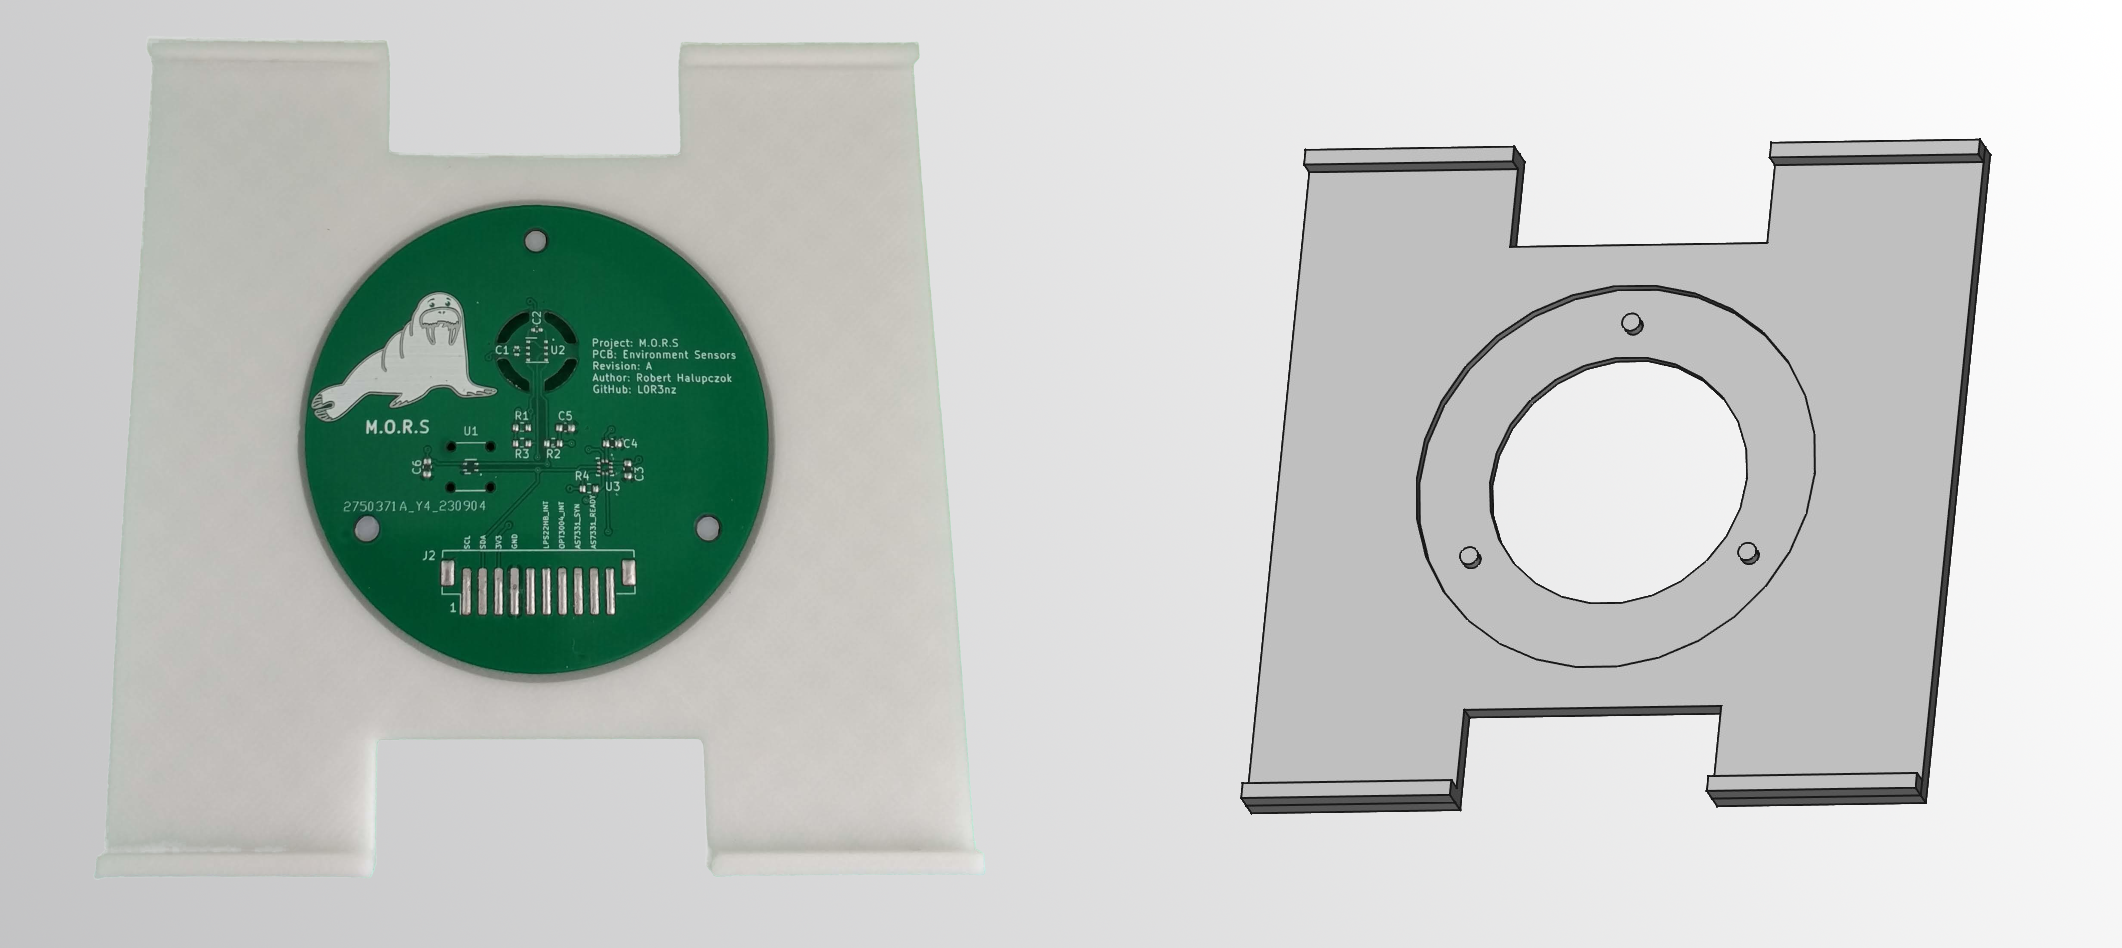 C2
C1
U2
Project: M.O.R.S
PCB: Environment Sensors
Revision: A
Author: Robert Halupczok
GitHub: L0R3nz
M.O.R.S
U1
R1
C5
R3
R2
C4
C6
R4
C3
U3
2750371A_Y4_230904
SCL
SDA
3V3
GND
LPS22HB_INT
OPT3004_INT
AS7331_SYN
AS7331_READY
J2
1